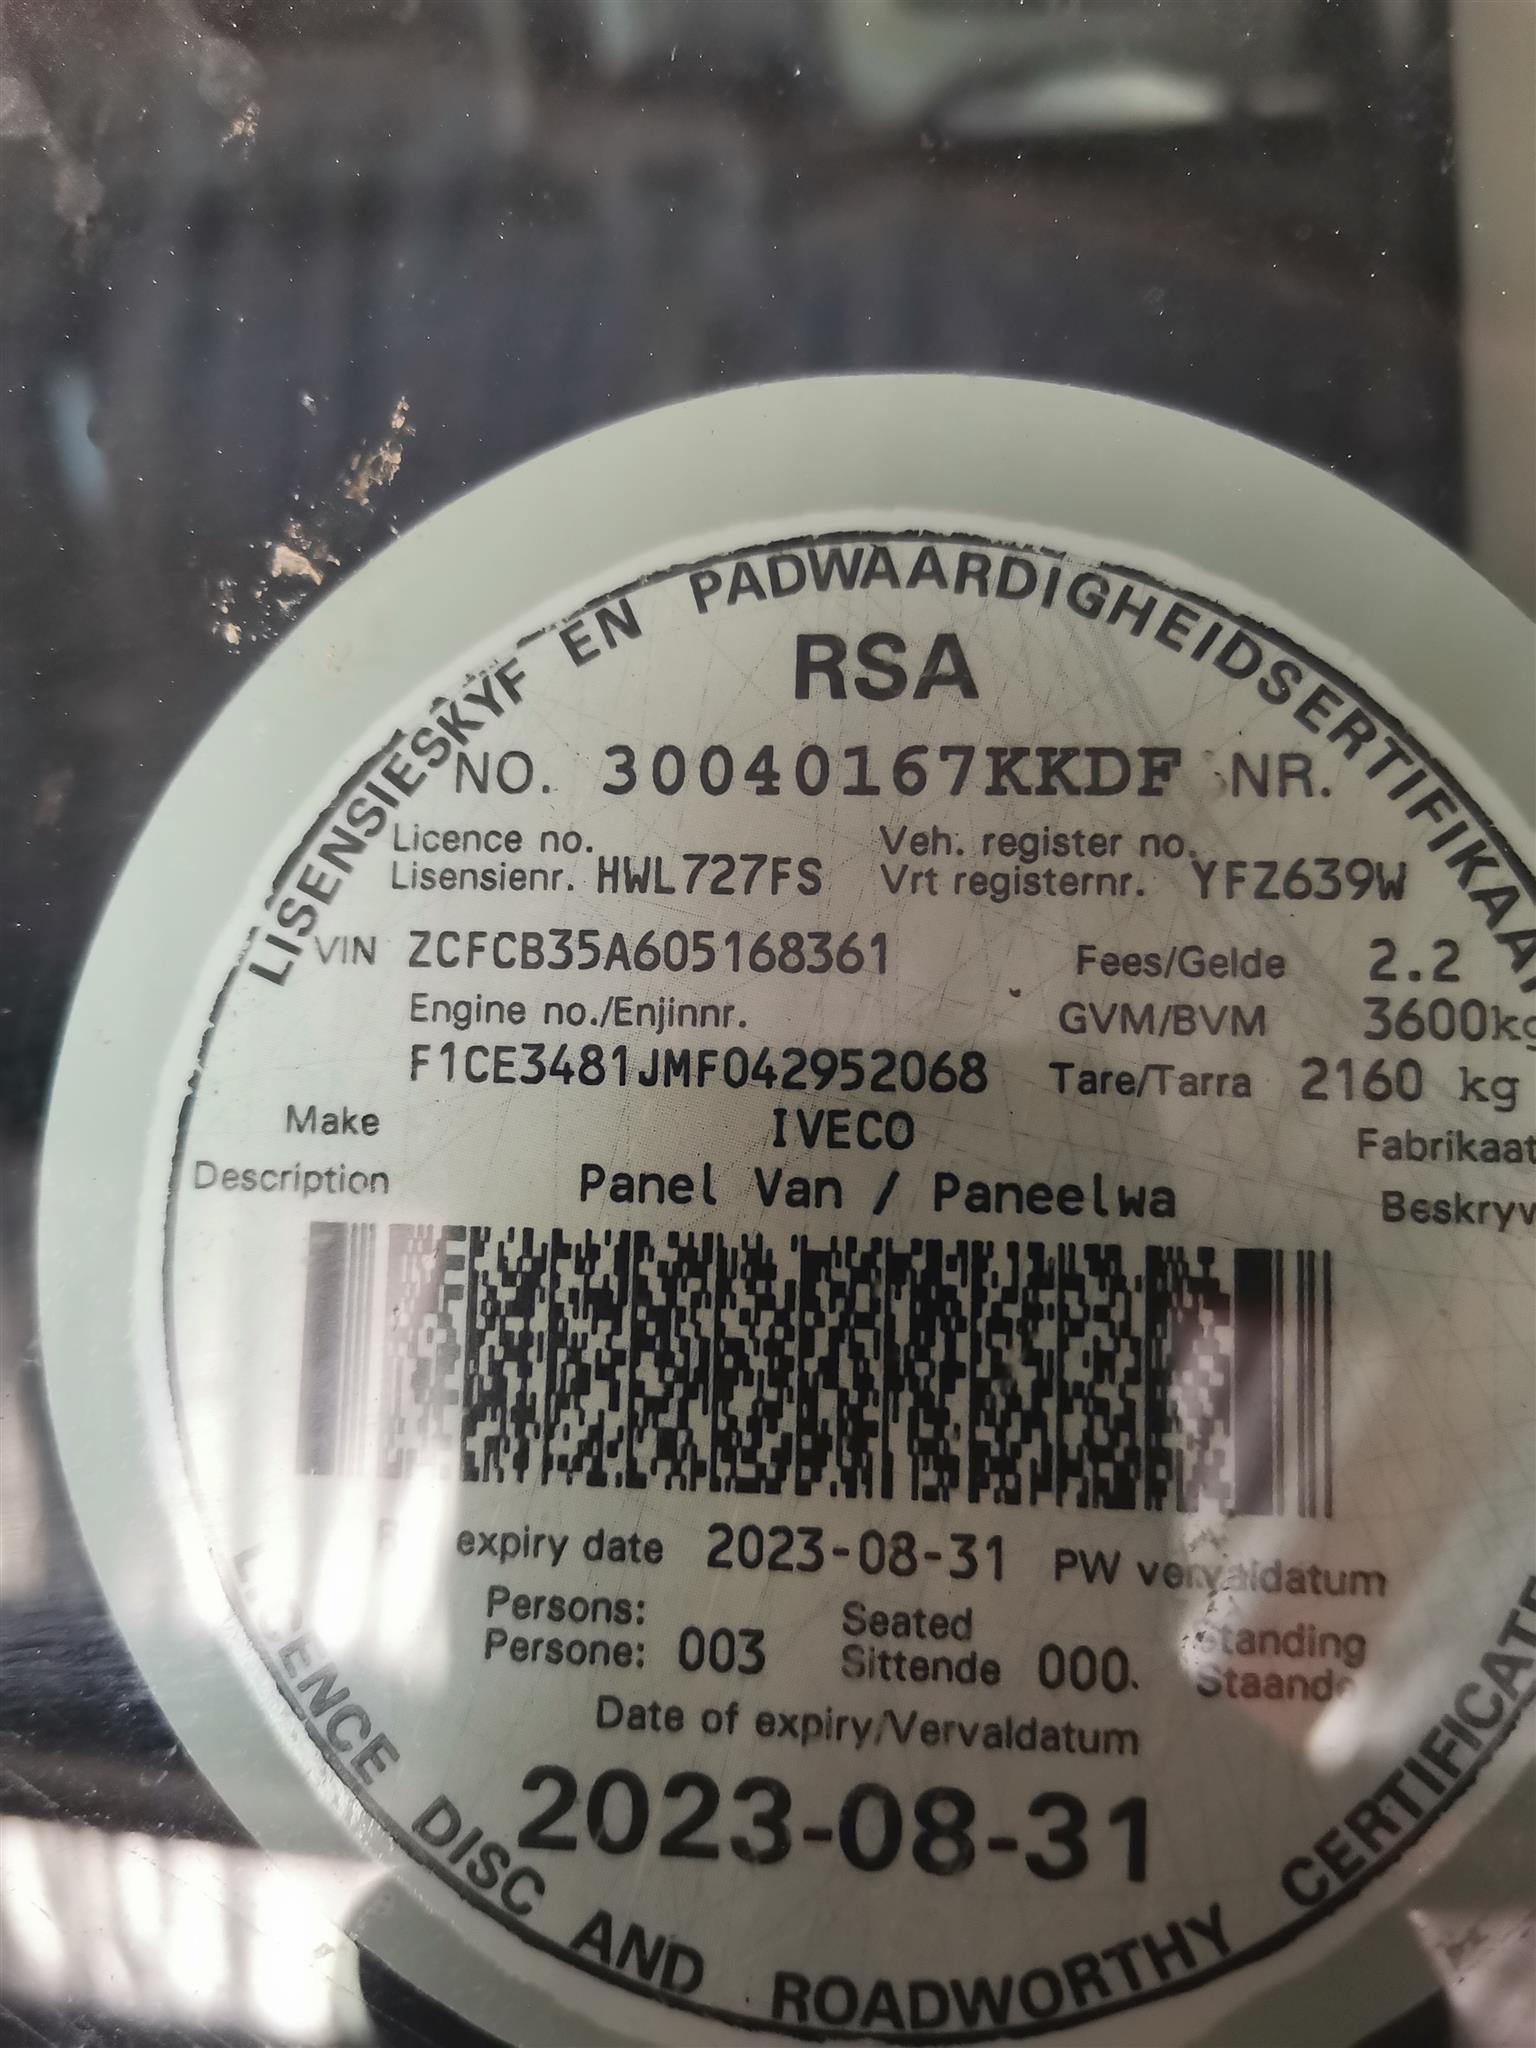 LISENSIESKYF EN PADWAARDIGHEIDSERTIFIKAAT
RSA
NO. 30040167KKDF NR.
Licence no. Veh. register no.
Lisensienr. HWL727FS Vrt registernr. YFZ639W
VIN ZCFCB35A605168361 Fees/Gelde 2.2
Engine no./Enjinnr. GVM/BVM 3600kg
F1CE3481JMF042952068 Tare/Tarra 2160 kg
Make IVECO Fabrikaat
Description Panel Van / Paneelwa Beskryv
R expiry date 2023-08-31 PW vervaldatum
Persons: Seated Standing
Persone: 003 Sittende 000. Staande
Date of expiry/Vervaldatum
2023-08-31
LICENCE DISC AND ROADWORTHY CERTIFICATE